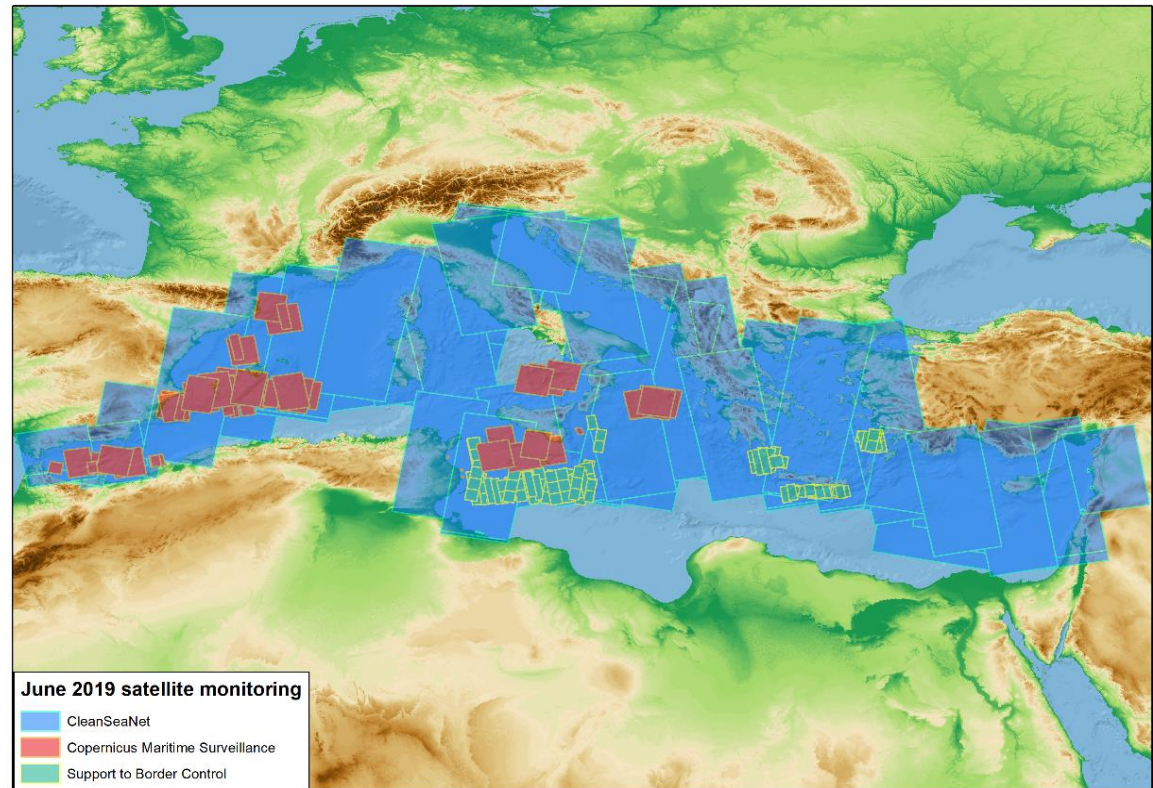 June 2019 satellite monitoring
CleanSeaNet
Copernicus Maritime Surveillance
Support to Border Control